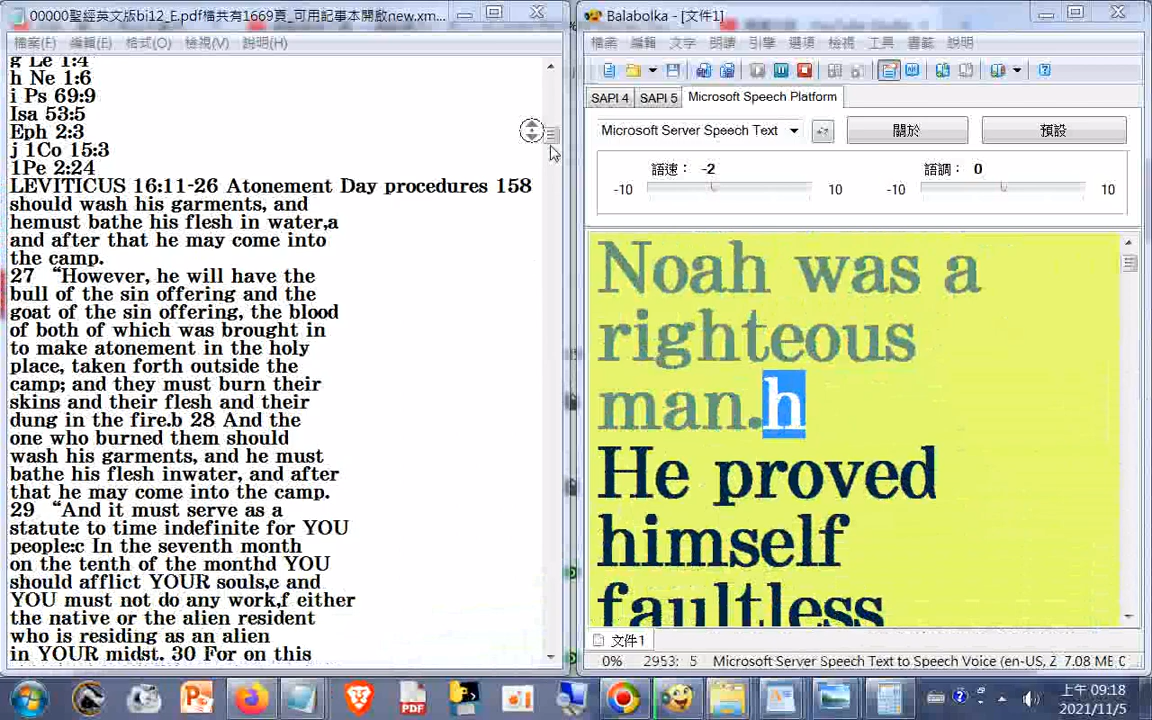 00000聖經英文版bi12_E.pdf檔共有1669頁_可用記事本開啟new.xm...
檔案(F) 編輯(E) 格式(O) 檢視(V) 說明(H)
g Le 1:4
h Ne 1:6
i Ps 69:9
Isa 53:5
Eph 2:3
j 1Co 15:3
1Pe 2:24
LEVITICUS 16:11-26 Atonement Day procedures 158
should wash his garments, and
hemust bathe his flesh in water,a
and after that he may come into
the camp.
27 “However, he will have the
bull of the sin offering and the
goat of the sin offering, the blood
of both of which was brought in
to make atonement in the holy
place, taken forth outside the
camp; and they must burn their
skins and their flesh and their
dung in the fire.b 28 And the
one who burned them should
wash his garments, and he must
bathe his flesh inwater, and after
that he may come into the camp.
29 “And it must serve as a
statute to time indefinite for YOU
people:c In the seventh month
on the tenth of the monthd YOU
should afflict YOUR souls,e and
YOU must not do any work,f either
the native or the alien resident
who is residing as an alien
in YOUR midst. 30 For on this
Balabolka - [文件1]
檔案 編輯 文字 朗讀 引擎 選項 檢視 工具 書籤 說明
SAPI 4 SAPI 5 Microsoft Speech Platform
Microsoft Server Speech Text 關於 預設
語速: -2 語調: 0
-10 10 -10 10
Noah was a
righteous
man.h
He proved
himself
faultless
文件1
0% 2953: 5 Microsoft Server Speech Text to Speech Voice (en-US, Z 7.08 ME
上午 09:18
2021/11/5